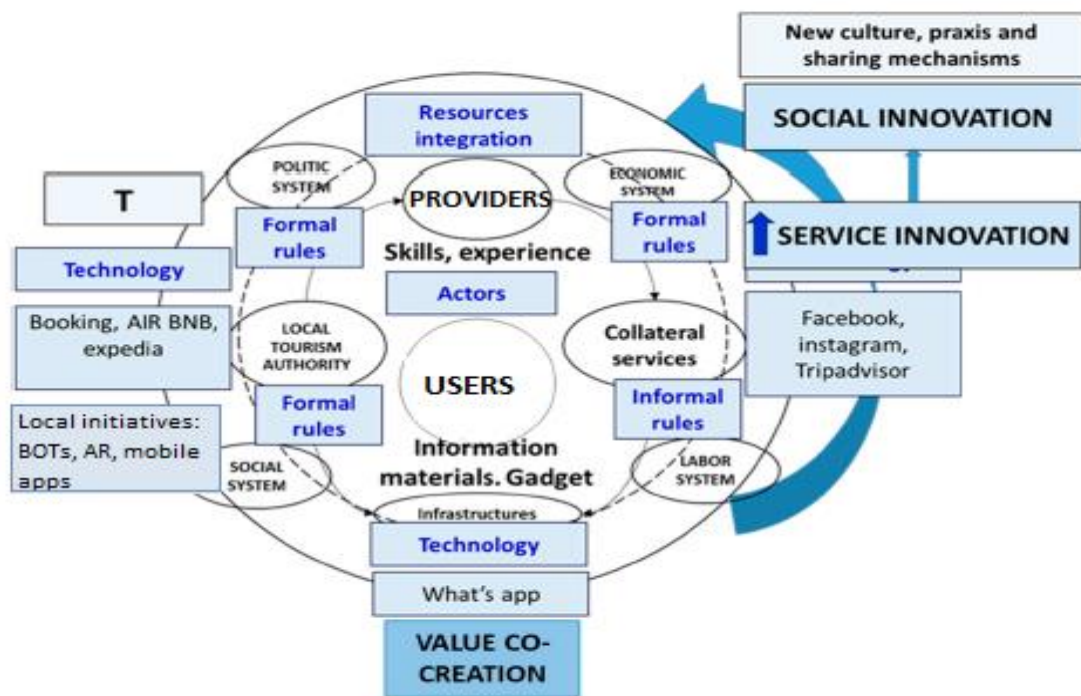 New culture, praxis and
sharing mechanisms
SOCIAL INNOVATION
Resources
integration
POLITIC
SYSTEM
ECONOMIC
SYSTEM
T
PROVIDERS
Formal
rules
Formal
rules
SERVICE INNOVATION
Skills, experience
Technology
Actors
Booking, AIR BNB,
expedia
LOCAL
TOURISM
AUTHORITY
Collateral
services
Facebook,
instagram,
Tripadvisor
USERS
Formal
rules
Informal
rules
Local initiatives:
BOTs, AR, mobile
apps
Information
materials. Gadget
SOCIAL
SYSTEM
LABOR
SYSTEM
Infrastructures
Technology
What's app
VALUE CO-
CREATION